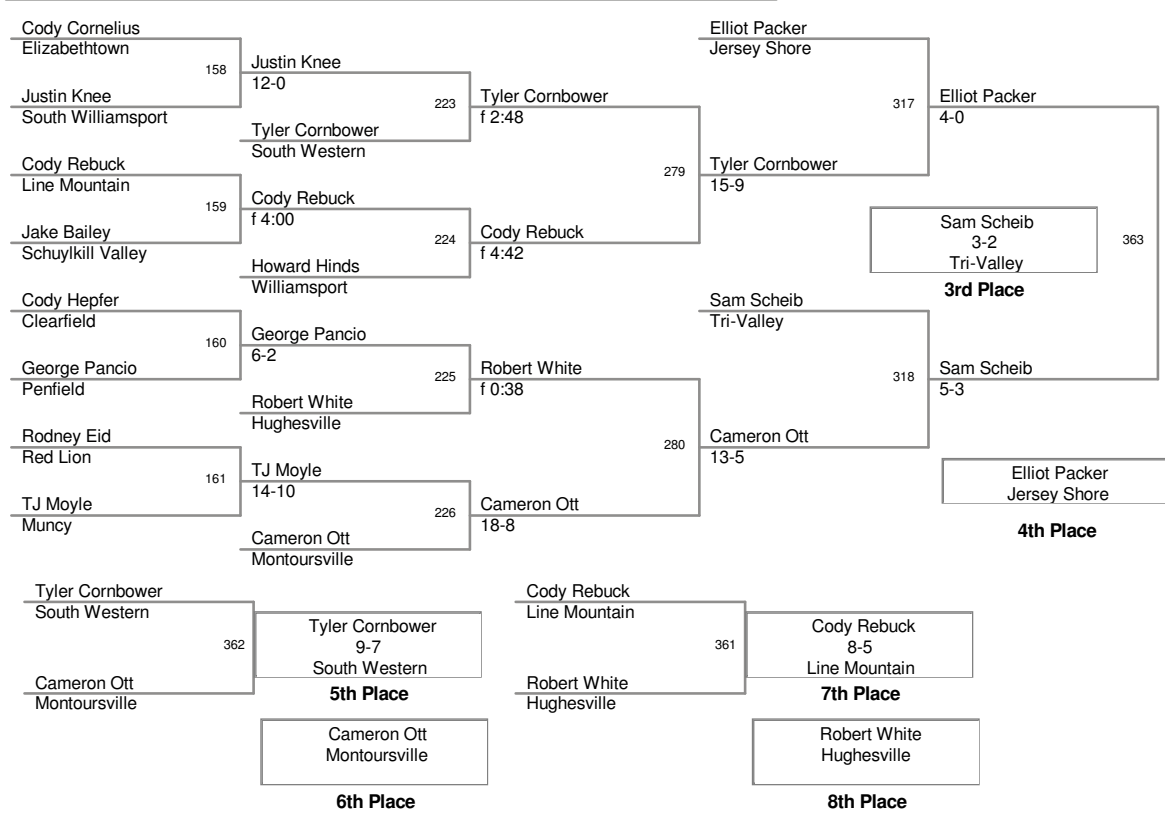 Cody Cornelius
Elizabethtown
158
Justin Knee
South Williamsport
Cody Rebuck
Line Mountain
159
Jake Bailey
Schuylkill Valley
Cody Hepfer
Clearfield
160
George Pancio
Penfield
Rodney Eid
Red Lion
161
TJ Moyle
Muncy
Justin Knee
12-0
223
Tyler Cornbower
South Western
Cody Rebuck
f 4:00
224
Howard Hinds
Williamsport
George Pancio
6-2
225
Robert White
Hughesville
TJ Moyle
14-10
226
Cameron Ott
Montoursville
Tyler Cornbower
f 2:48
279
Cody Rebuck
f 4:42
Robert White
f 0:38
280
Cameron Ott
18-8
Elliot Packer
Jersey Shore
317
Tyler Cornbower
15-9
Sam Scheib
Tri-Valley
318
Cameron Ott
13-5
Elliot Packer
4-0
363
Sam Scheib
5-3
Sam Scheib
3-2
Tri-Valley
3rd Place
Elliot Packer
Jersey Shore
4th Place
Tyler Cornbower
South Western
362
Cameron Ott
Montoursville
Tyler Cornbower
9-7
South Western
5th Place
Cameron Ott
Montoursville
6th Place
Cody Rebuck
Line Mountain
361
Robert White
Hughesville
Cody Rebuck
8-5
Line Mountain
7th Place
Robert White
Hughesville
8th Place